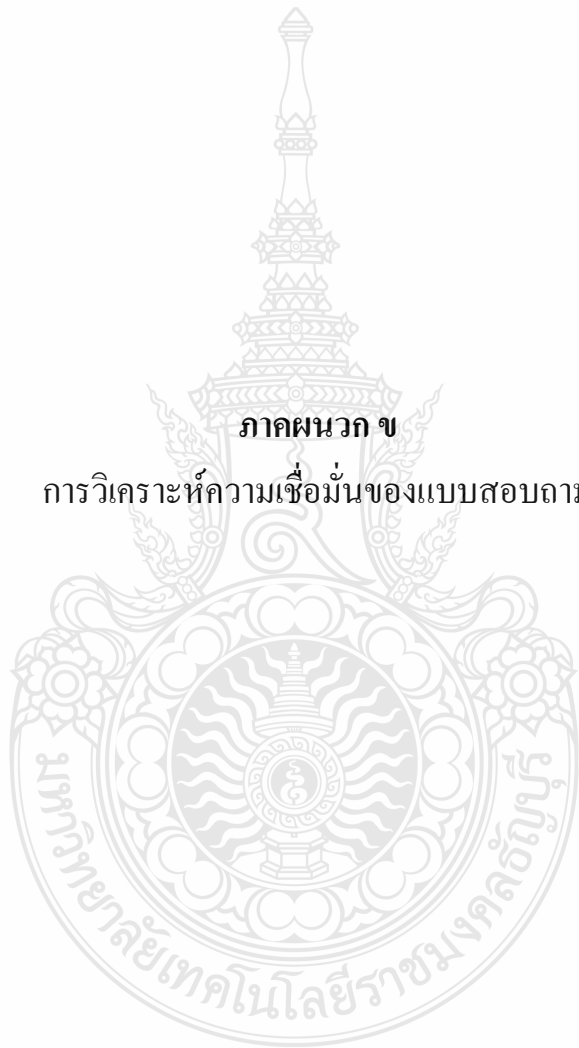 ภาคผนวก ข
การวิเคราะห์ความเชื่อมั่นของแบบสอบถาม
มหาวิทยาลัยเทคโนโลยีราชมงคลธัญบุรี